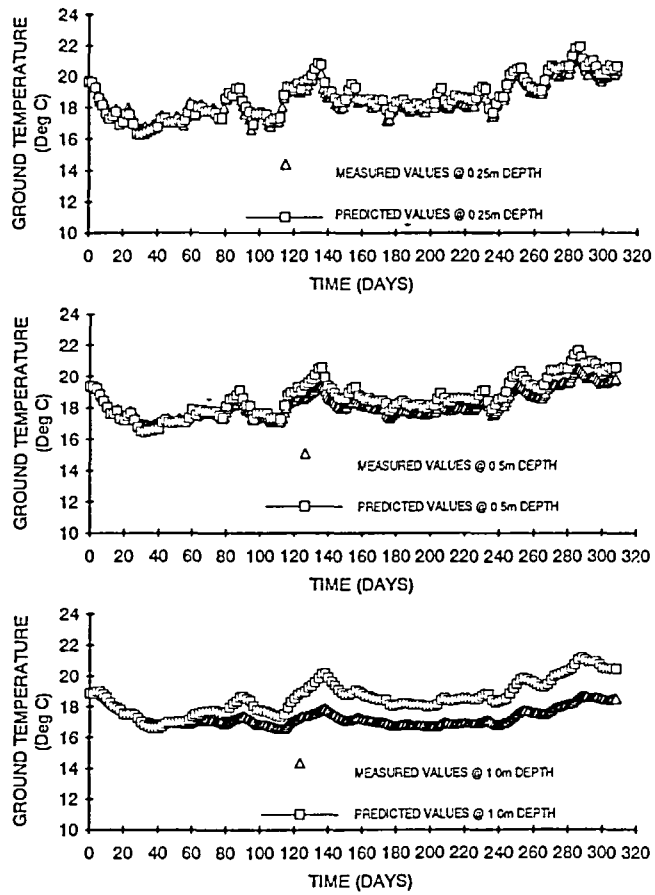 GROUND TEMPERATURE
(Deg C)
24
22
20
18
16
14
12
10
MEASURED VALUES @ 0 25m DEPTH
PREDICTED VALUES @ 0 25m DEPTH
0 20 40 60 80 100 120 140 160 180 200 220 240 260 280 300 320
TIME (DAYS)
GROUND TEMPERATURE
(Deg C)
24
22
20
18
16
14
12
10
MEASURED VALUES @ 0 5m DEPTH
PREDICTED VALUES @ 0 5m DEPTH
0 20 40 60 80 100 120 140 160 180 200 220 240 260 280 300 320
TIME (DAYS)
GROUND TEMPERATURE
(Deg C)
24
22
20
18
16
14
12
10
MEASURED VALUES @ 1 0m DEPTH
PREDICTED VALUES @ 1 0m DEPTH
0 20 40 60 80 100 120 140 160 180 200 220 240 260 280 300 320
TIME (DAYS)